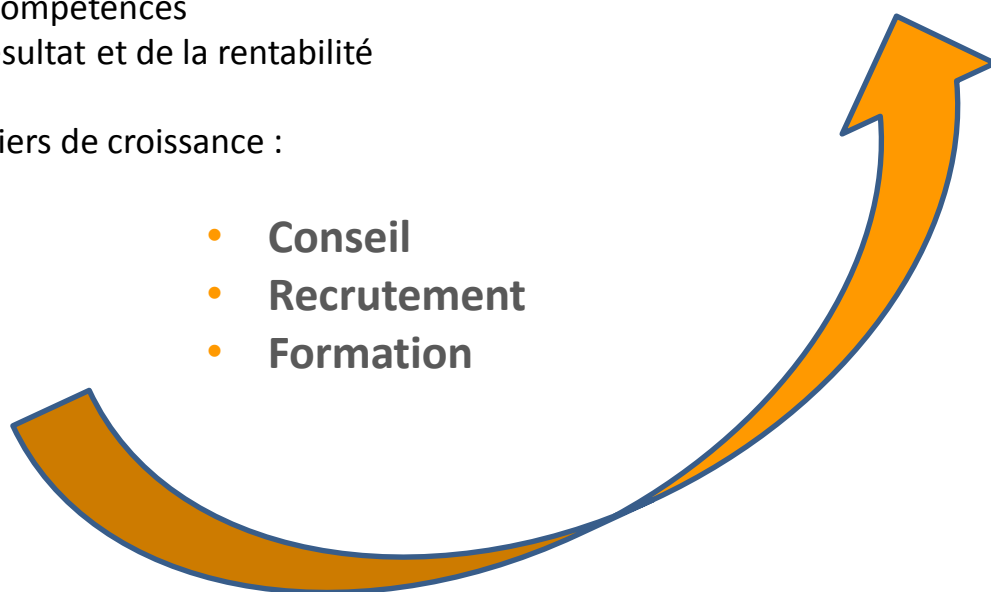 ompétences
sultat et de la rentabilité
iers de croissance :
• Conseil
• Recrutement
• Formation